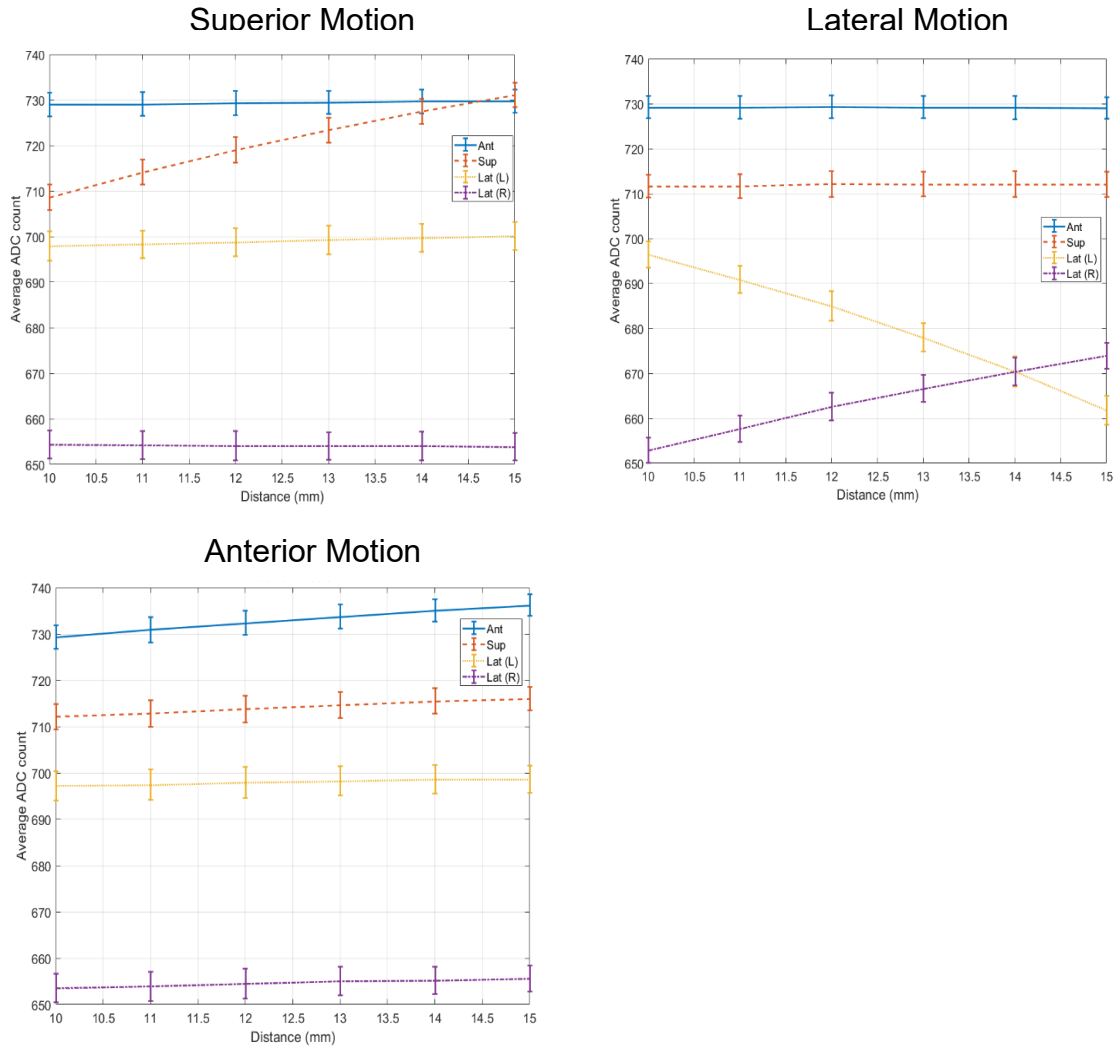 Superior Motion
740
730
720
710
700
690
680
670
660
650
Average ADC count
Ant
Sup
Lat (L)
Lat (R)
10 10.5 11 11.5 12 12.5 13 13.5 14 14.5 15
Distance (mm)
Lateral Motion
740
730
720
710
700
690
680
670
660
650
Average ADC count
Ant
Sup
Lat (L)
Lat (R)
10 10.5 11 11.5 12 12.5 13 13.5 14 14.5 15
Distance (mm)
Anterior Motion
740
730
720
710
700
690
680
670
660
650
Average ADC count
Ant
Sup
Lat (L)
Lat (R)
10 10.5 11 11.5 12 12.5 13 13.5 14 14.5 15
Distance (mm)